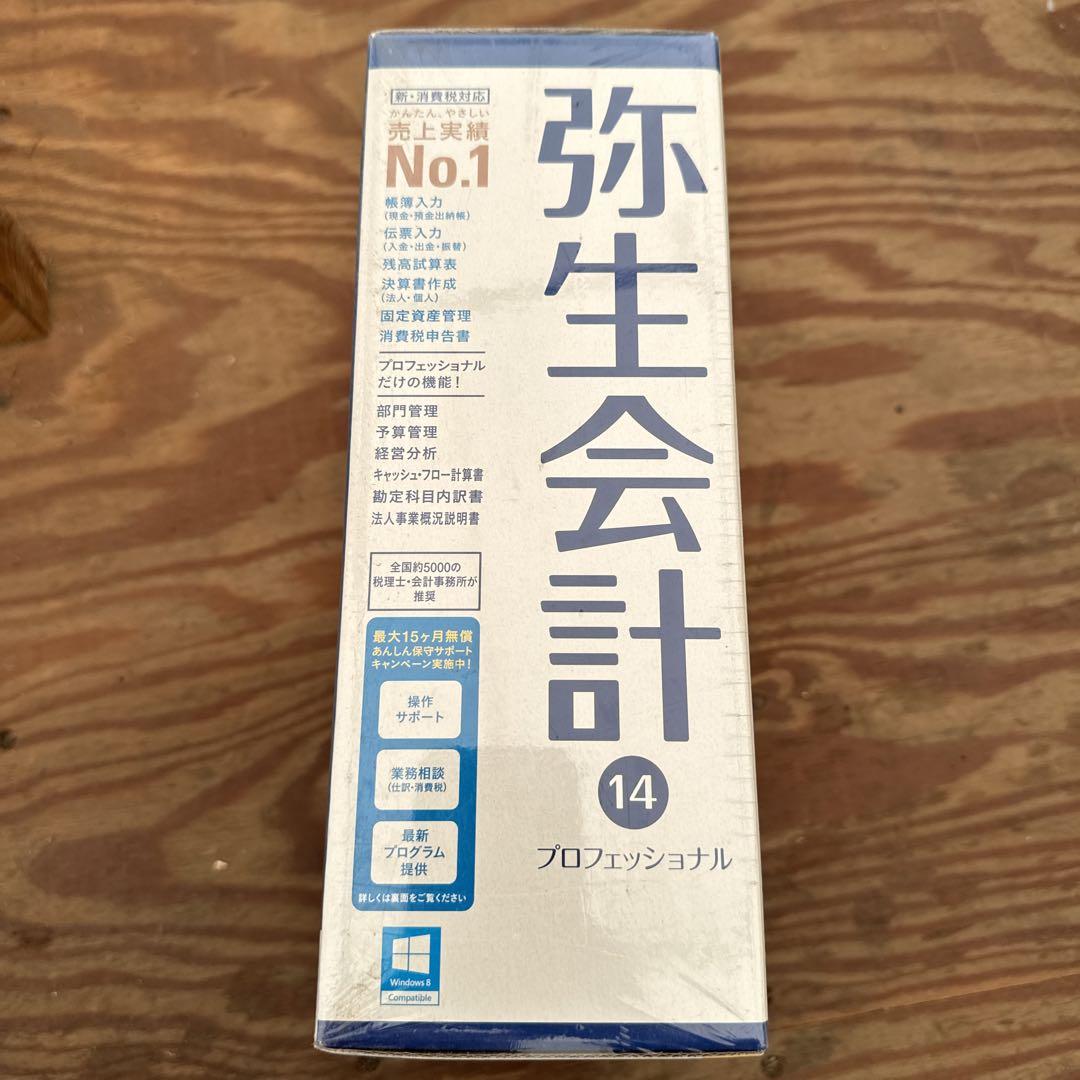 新・消費税対応
かんたん、やさしい
売上実績
No.1
帳簿入力
(現金・預金出納帳)
伝票入力
(入金・出金・振替)
残高試算表
決算書作成
(法人・個人)
固定資産管理
消費税申告書
プロフェッショナル
だけの機能!
部門管理
予算管理
経営分析
キャッシュ・フロー計算書
勘定科目内訳書
法人事業概況説明書
全国約5000の
税理士・会計事務所が
推奨
最大15ヶ月無償
あんしん保守サポート
キャンペーン実施中!
操作
サポート
業務相談
(仕訳・消費税)
最新
プログラム
提供
詳しくは裏面をご覧ください
Windows 8
Compatible
弥生会計
14
プロフェッショナル